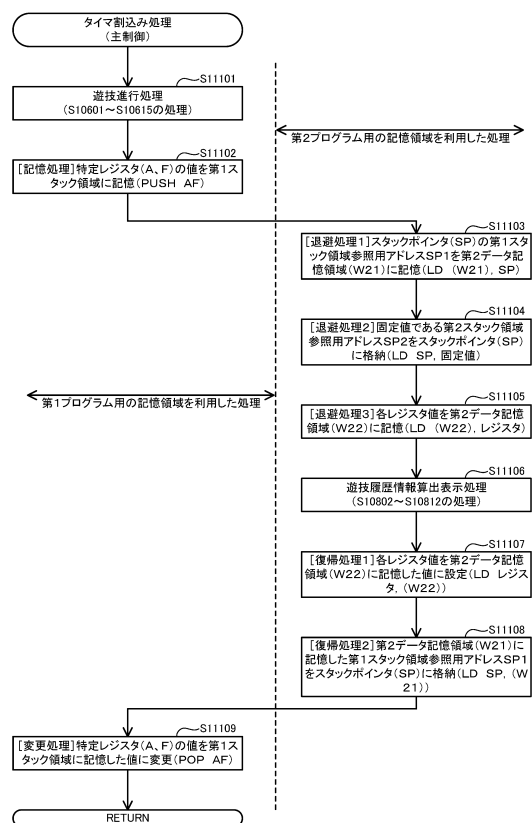 タイマ割込み処理
(主制御)
S11101
遊技進行処理
(S10601～S10615の処理)
第2プログラム用の記憶領域を利用した処理
S11102
[記憶処理]特定レジスタ(A、F)の値を第1ス
タック領域に記憶(PUSH AF)
S11103
[退避処理1]スタックポインタ(SP)の第1スタ
ック領域参照用アドレスSP1を第2データ記
憶領域(W21)に記憶(LD (W21), SP)
S11104
[退避処理2]固定値である第2スタック領域
参照用アドレスSP2をスタックポインタ(SP)
に格納(LD SP, 固定値)
第1プログラム用の記憶領域を利用した処理
S11105
[退避処理3]各レジスタ値を第2データ記憶
領域(W22)に記憶(LD (W22), レジスタ)
S11106
遊技履歴情報算出表示処理
(S10802～S10812の処理)
S11107
[復帰処理1]各レジスタ値を第2データ記憶
領域(W22)に記憶した値に設定(LD レジス
タ, (W22))
S11108
[復帰処理2]第2データ記憶領域(W21)に
記憶した第1スタック領域参照用アドレスSP1
をスタックポインタ(SP)に格納(LD SP, (W
21))
S11109
[変更処理]特定レジスタ(A、F)の値を第1ス
タック領域に記憶した値に変更(POP AF)
RETURN